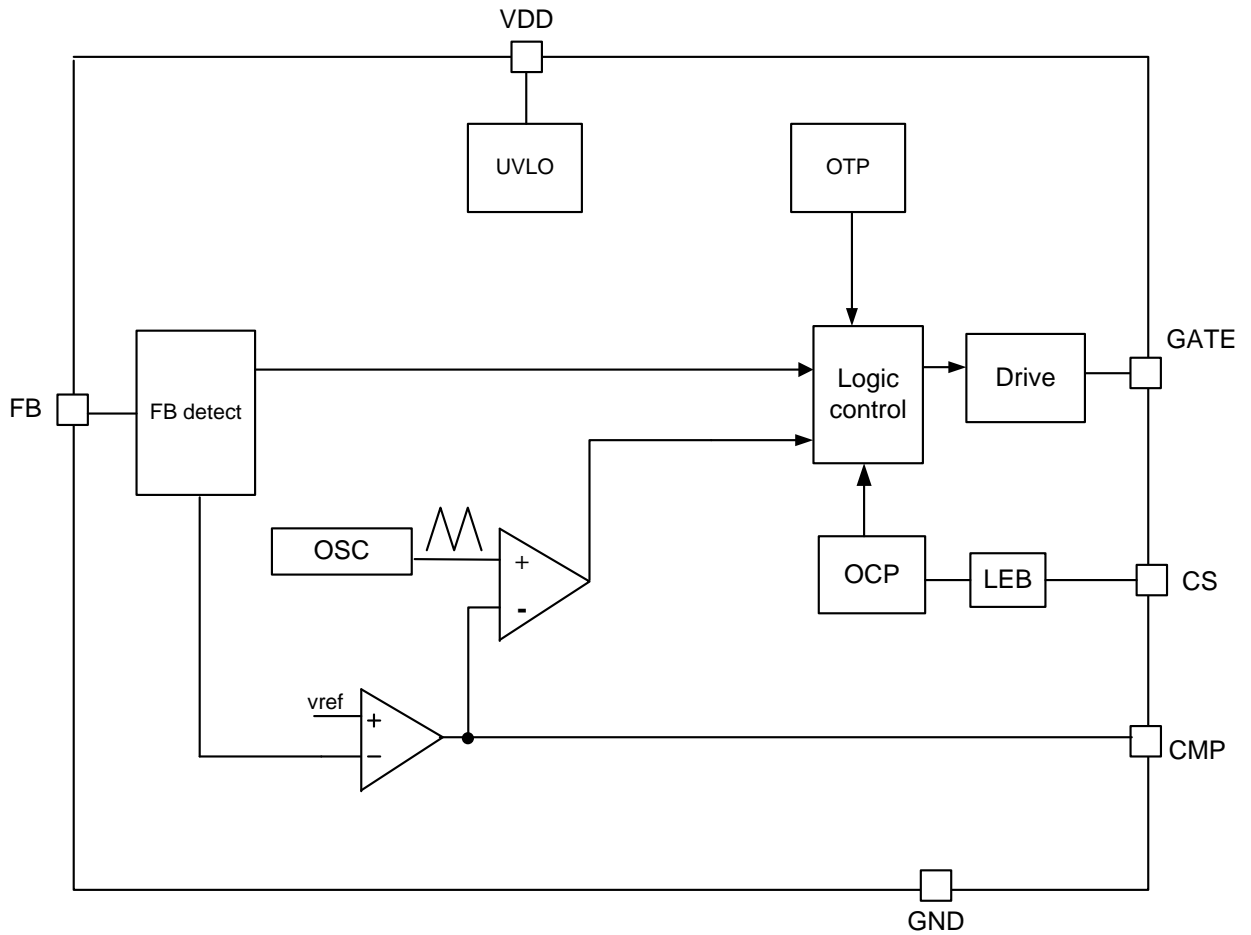 VDD
UVLO
OTP
GATE
FB
FB detect
Logic
control
Drive
OSC
+
-
OCP
LEB
CS
vref
+
−
CMP
GND